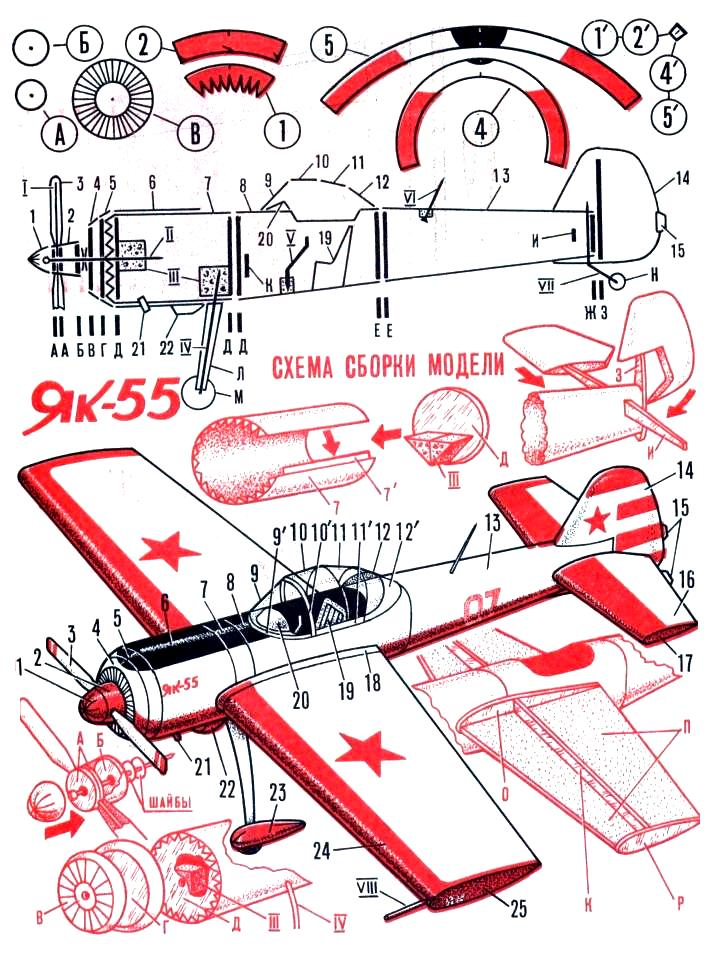 Б 2 5 1′ 2′
4′
А В 1 4 5′
10 11
I 3 4 5 6 7 8 9 12 VI 13 14
1 2 II 20 V 19 И 15
III К VII Н
АА БВ Г Д 21 22 IV Д Д Е Е Ж З
Л
М
СХЕМА СБОРКИ МОДЕЛИ
ЯК-55
З
И
7 7′ III Д
9′ 10 10′ 11 11′ 12 12′ 13 14
15
9
8
7
6
5
4
3
2
1
16
17
07
ЯК-55
20 19 18
21 22
А Б
ШАЙБЫ
О П
23
24
В Г Д III IV
VIII 25 К Р